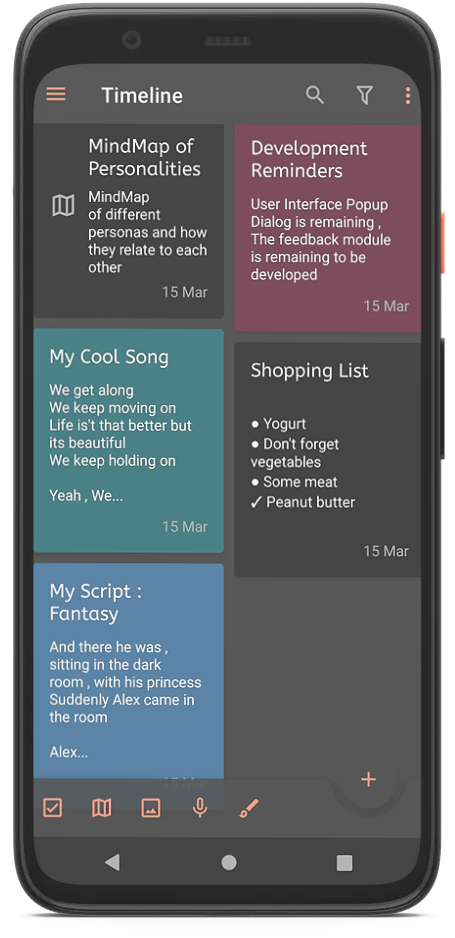 Timeline
MindMap of
Personalities
MindMap
of different
personas and how
they relate to each
other
15 Mar
Development
Reminders
User Interface Popup
Dialog is remaining ,
The feedback module
is remaining to be
developed
15 Mar
My Cool Song
We get along
We keep moving on
Life is't that better but
its beautiful
We keep holding on
Yeah , We...
15 Mar
Shopping List
● Yogurt
● Don't forget
vegetables
● Some meat
✓ Peanut butter
15 Mar
My Script :
Fantasy
And there he was ,
sitting in the dark
room , with his princess
Suddenly Alex came in
the room
Alex...
15 Mar